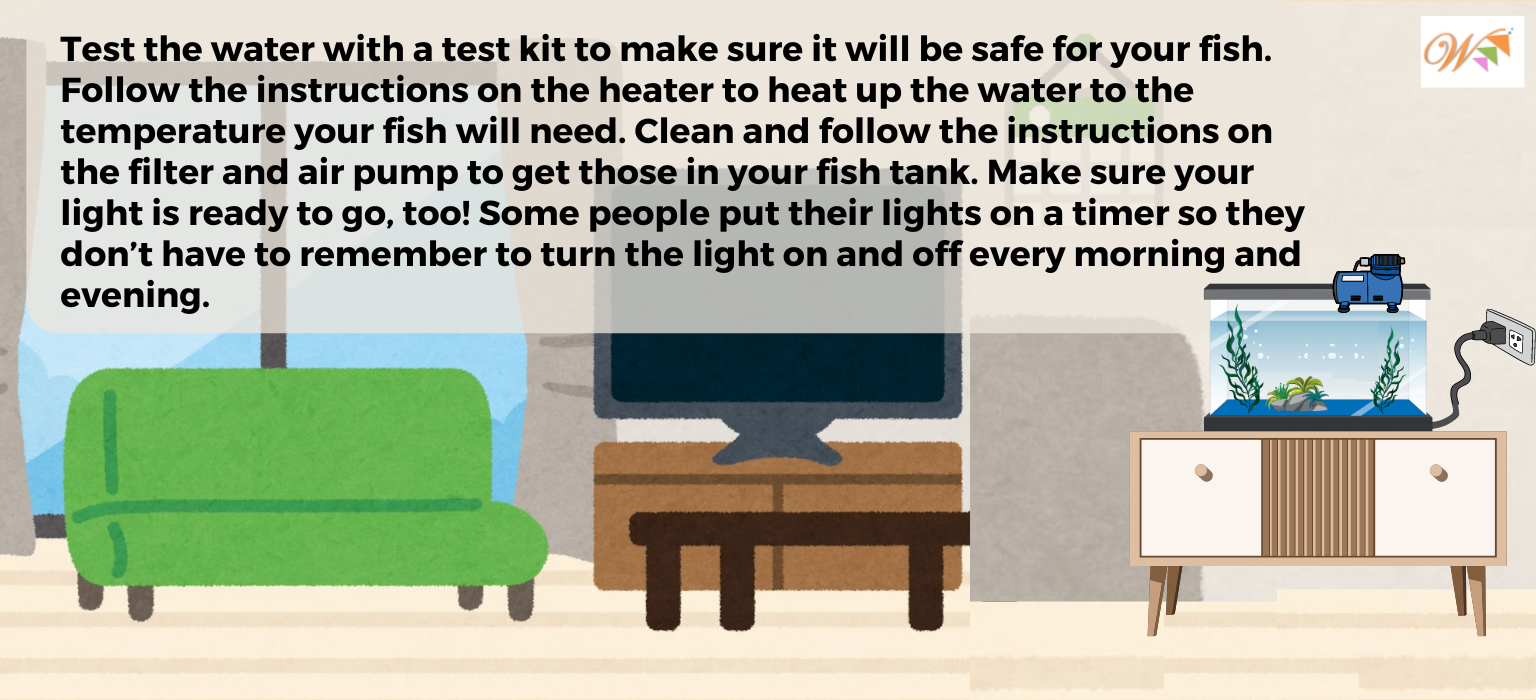 Test the water with a test kit to make sure it will be safe for your fish.
Follow the instructions on the heater to heat up the water to the
temperature your fish will need. Clean and follow the instructions on
the filter and air pump to get those in your fish tank. Make sure your
light is ready to go, too! Some people put their lights on a timer so they
don’t have to remember to turn the light on and off every morning and
evening.
W